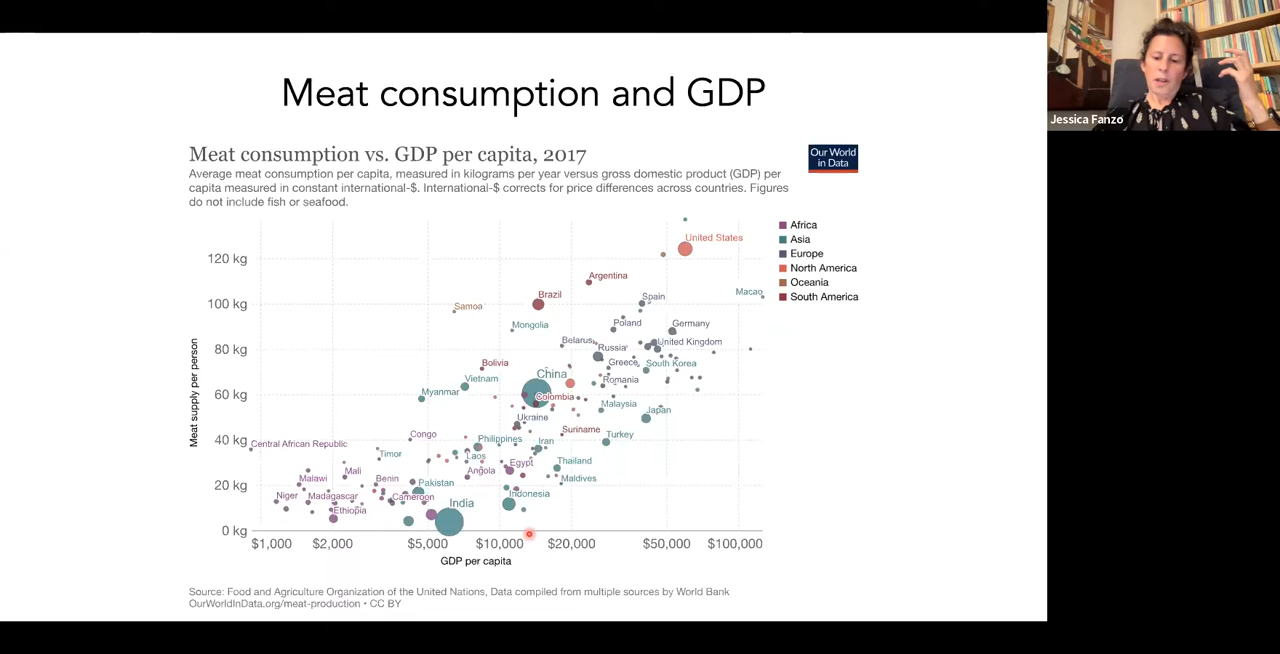 Meat consumption and GDP
Jessica Fanzo
Meat consumption vs. GDP per capita, 2017
Our World
in Data
Average meat consumption per capita, measured in kilograms per year versus gross domestic product (GDP) per
capita measured in constant international-$. International-$ corrects for price differences across countries. Figures
do not include fish or seafood.
Africa
Asia
Europe
North America
Oceania
South America
Meat supply per person
120 kg
100 kg
80 kg
60 kg
40 kg
20 kg
0 kg
United States
Argentina
Macao
Brazil
Spain
Samoa
Poland
Germany
Mongolia
Belarus
Russia
United Kingdom
Bolivia
Greece
South Korea
China
Vietnam
Romania
Myanmar
Colombia
Malaysia
Japan
Ukraine
Suriname
Turkey
Congo
Philippines
Iran
Central African Republic
Timor
Laos
Egypt
Thailand
Mali
Angola
Malawi
Benin
Pakistan
Maldives
Niger
Madagascar
Cameroon
Indonesia
Ethiopia
India
$1,000
$2,000
$5,000
$10,000
$20,000
$50,000
$100,000
GDP per capita
Source: Food and Agriculture Organization of the United Nations, Data compiled from multiple sources by World Bank
OurWorldInData.org/meat-production • CC BY